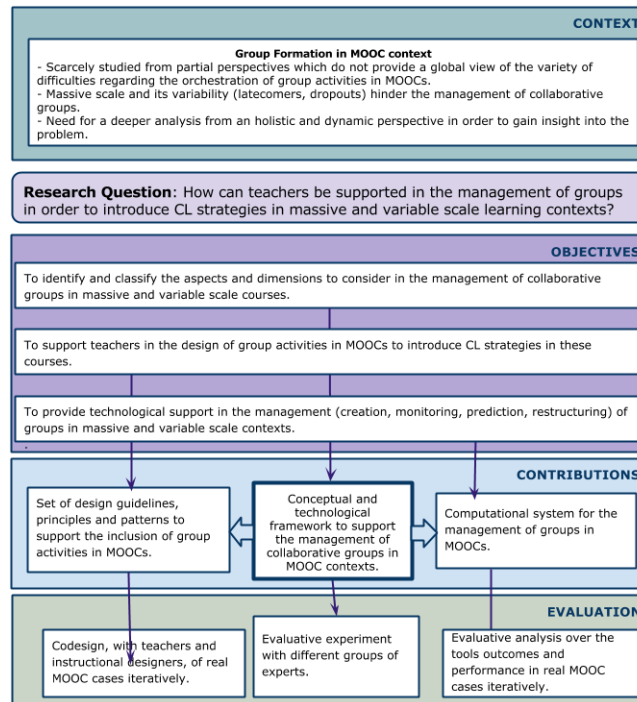 CONTEXT
Group Formation in MOOC context
- Scarcely studied from partial perspectives which do not provide a global view of the variety of
difficulties regarding the orchestration of group activities in MOOCs.
- Massive scale and its variability (latecomers, dropouts) hinder the management of collaborative
groups.
- Need for a deeper analysis from an holistic and dynamic perspective in order to gain insight into the
problem.
Research Question: How can teachers be supported in the management of groups
in order to introduce CL strategies in massive and variable scale learning contexts?
OBJECTIVES
To identify and classify the aspects and dimensions to consider in the management of collaborative
groups in massive and variable scale courses.
To support teachers in the design of group activities in MOOCs to introduce CL strategies in these
courses.
To provide technological support in the management (creation, monitoring, prediction, restructuring) of
groups in massive and variable scale contexts.
.
CONTRIBUTIONS
Set of design guidelines,
principles and patterns to
support the inclusion of group
activities in MOOCs.
Conceptual and
technological
framework to support
the management of
collaborative groups in
MOOC contexts.
Computational system for the
management of groups in
MOOCs.
EVALUATION
Codesign, with teachers and
instructional designers, of real
MOOC cases iteratively.
Evaluative experiment
with different groups of
experts.
Evaluative analysis over the
tools outcomes and
performance in real MOOC
cases iteratively.